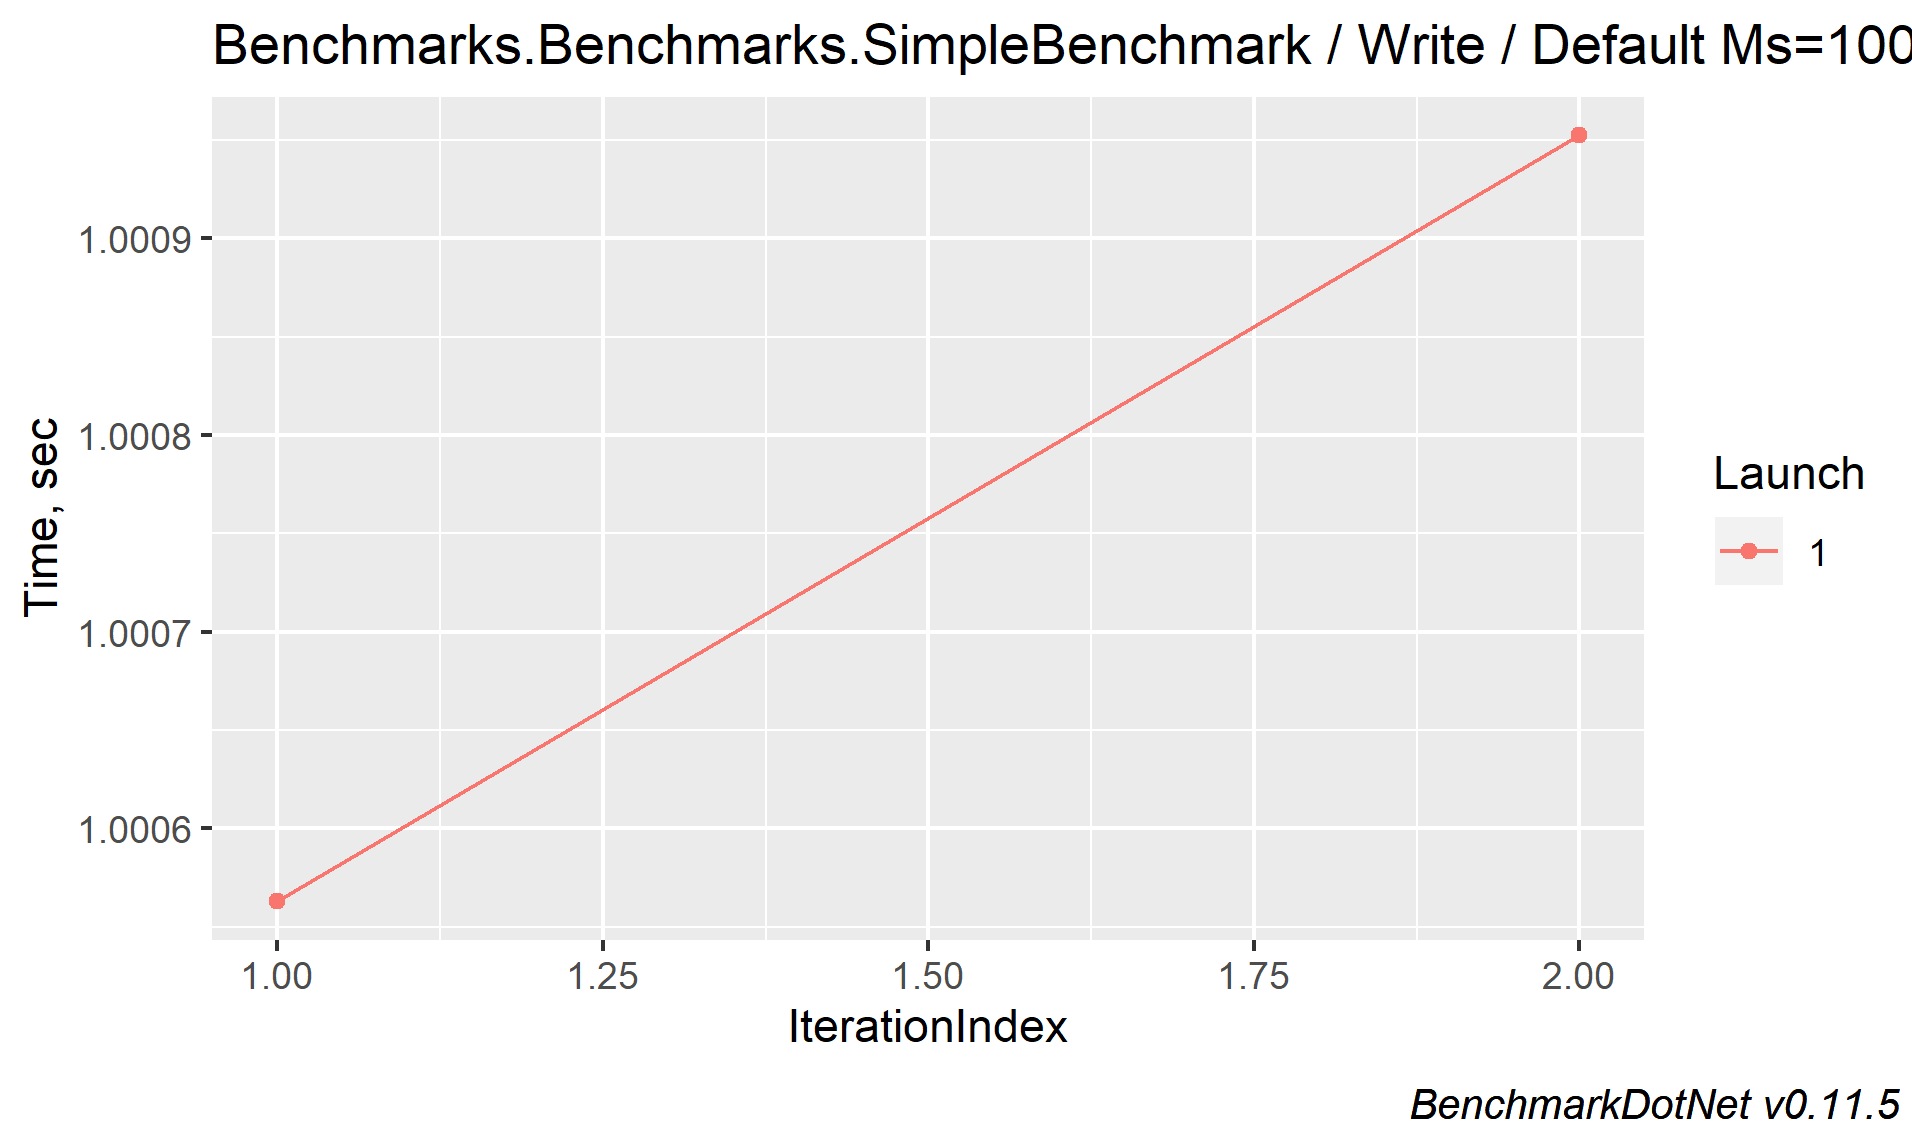 Benchmarks.Benchmarks.SimpleBenchmark / Write / Default Ms=100
1.0009
1.0008
1.0007
1.0006
Time, sec
1.00 1.25 1.50 1.75 2.00
IterationIndex
Launch
1
BenchmarkDotNet v0.11.5